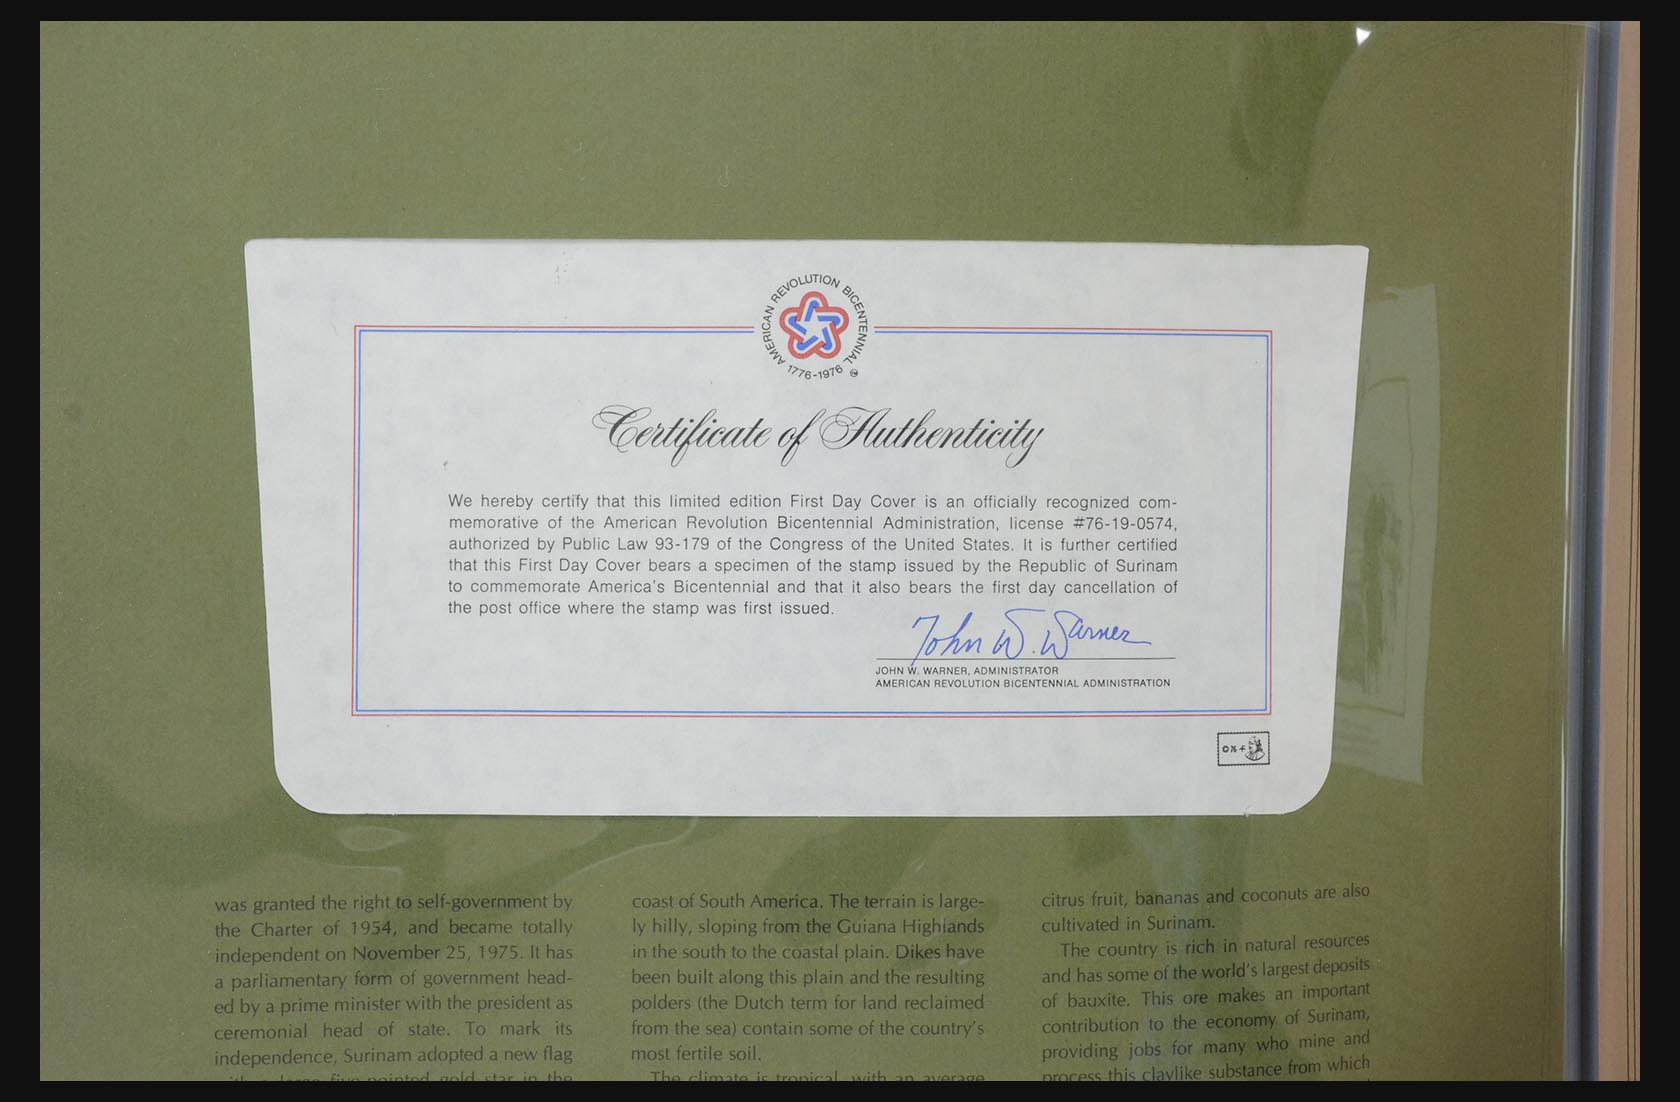 AMERICAN REVOLUTION BICENTENNIAL
1776-1976
Certificate of Authenticity
We hereby certify that this limited edition First Day Cover is an officially recognized com-
memorative of the American Revolution Bicentennial Administration, license #76-19-0574,
authorized by Public Law 93-179 of the Congress of the United States. It is further certified
that this First Day Cover bears a specimen of the stamp issued by the Republic of Surinam
to commemorate America's Bicentennial and that it also bears the first day cancellation of
the post office where the stamp was first issued.
John W. Warner
JOHN W. WARNER, ADMINISTRATOR
AMERICAN REVOLUTION BICENTENNIAL ADMINISTRATION
was granted the right to self-government by
the Charter of 1954, and became totally
independent on November 25, 1975. It has
a parliamentary form of government head-
ed by a prime minister with the president as
ceremonial head of state. To mark its
independence, Surinam adopted a new flag
five-pointed gold star in the
coast of South America. The terrain is large-
ly hilly, sloping from the Guiana Highlands
in the south to the coastal plain. Dikes have
been built along this plain and the resulting
polders (the Dutch term for land reclaimed
from the sea) contain some of the country's
most fertile soil.
The climate is tropical, with an average
citrus fruit, bananas and coconuts are also
cultivated in Surinam.
The country is rich in natural resources
and has some of the world's largest deposits
of bauxite. This ore makes an important
contribution to the economy of Surinam,
providing jobs for many who mine and
process this claylike substance from which